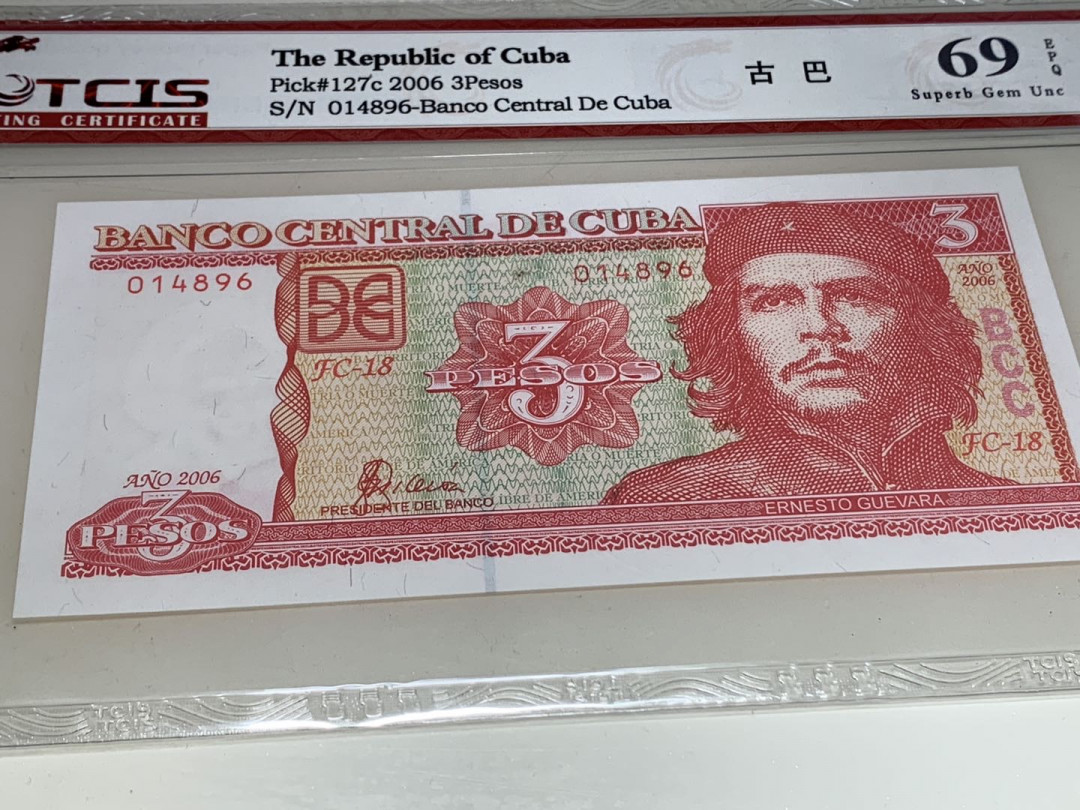 The Republic of Cuba
Pick#127c 2006 3Pesos
S/N 014896-Banco Central De Cuba
古巴
69
EPQ
Superb Gem Unc
TCIS
CERTIFICATE
BANCO CENTRAL DE CUBA
3
014896
014896
AÑO
2006
BCC
FC-18
3
PESOS
FC-18
AÑO 2006
3
PESOS
PRESIDENTE DEL BANCO
ERNESTO GUEVARA